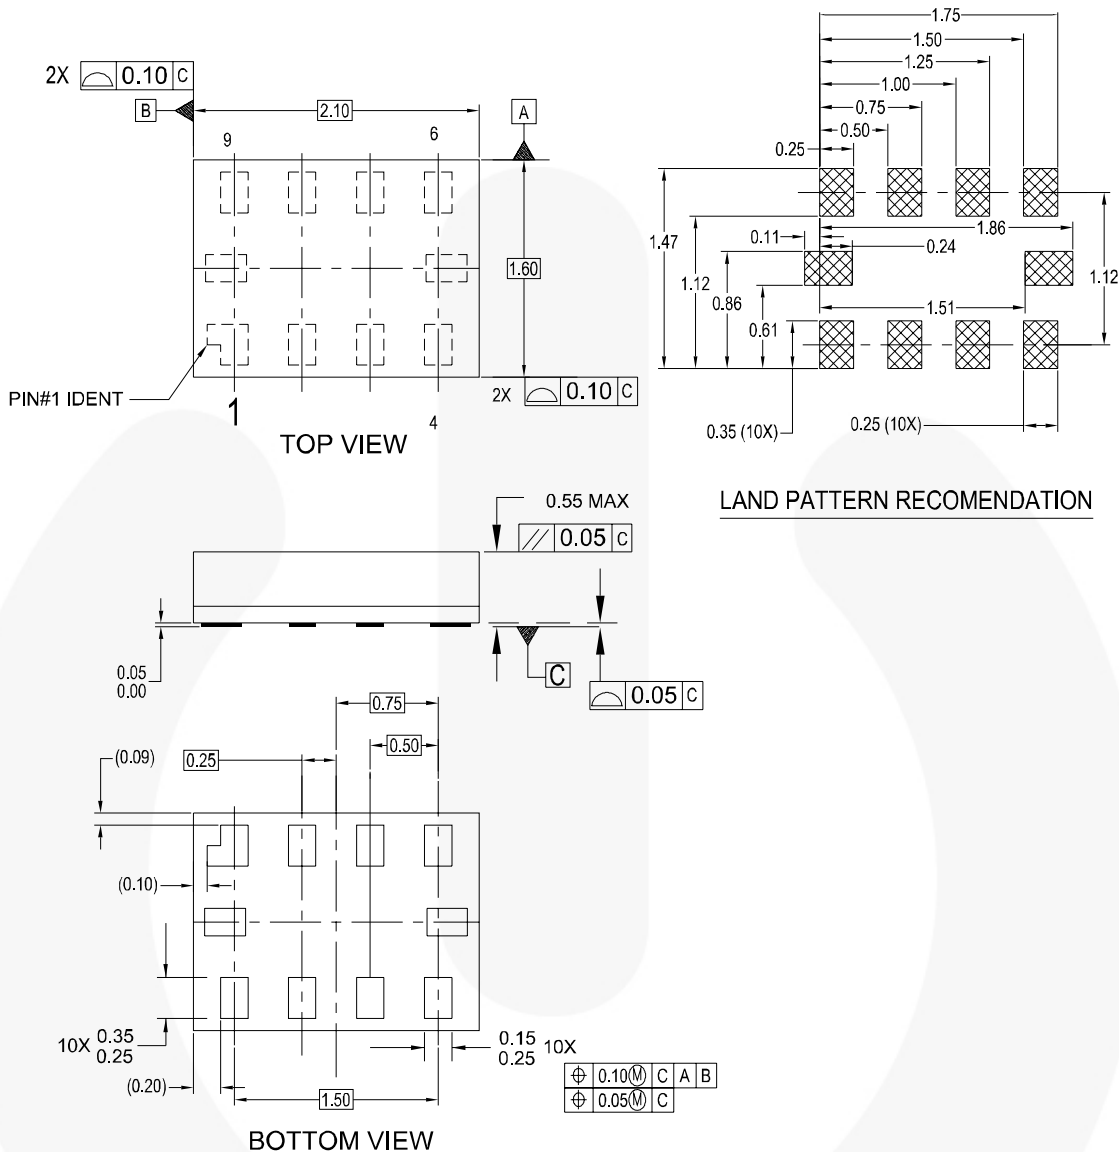 2X 0.10 C
B
2.10
A
9
6
1.60
PIN#1 IDENT
1
4
2X 0.10 C
TOP VIEW
1.75
1.50
1.25
1.00
0.75
0.50
0.25
1.47
1.12
0.11
0.86
0.61
1.86
0.24
1.51
1.12
0.35 (10X)
0.25 (10X)
LAND PATTERN RECOMENDATION
0.55 MAX
// 0.05 C
0.05
0.00
C
0.05 C
0.75
0.50
0.25
(0.09)
(0.10)
10X 0.35
0.25
(0.20)
1.50
0.15
0.25 10X
⌖ 0.10Ⓜ C A B
⌖ 0.05Ⓜ C
BOTTOM VIEW